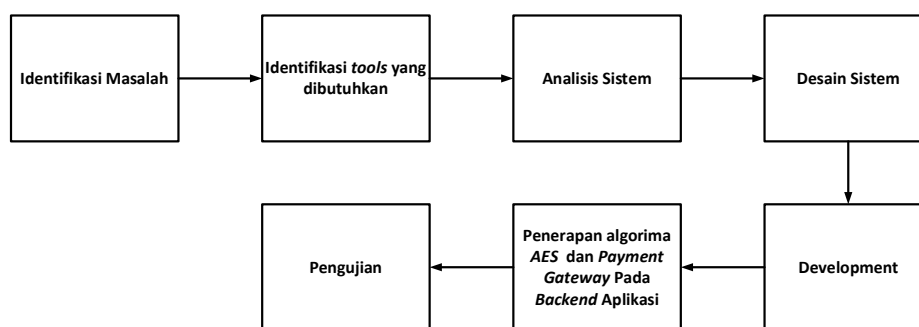 Identifikasi Masalah
Identifikasi tools yang
dibutuhkan
Analisis Sistem
Desain Sistem
Pengujian
Penerapan algorima
AES dan Payment
Gateway Pada
Backend Aplikasi
Development